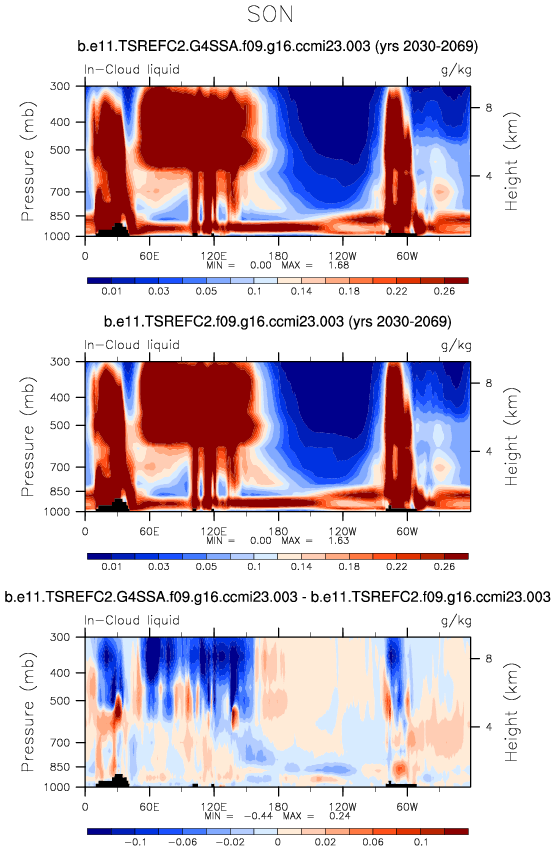 SON
b.e11.TSREFC2.G4SSA.f09.g16.ccmi23.003 (yrs 2030-2069)
In-Cloud liquid g/kg
300
400
500
700
850
1000
Pressure (mb)
8
4
Height (km)
0 60E 120E 180 120W 60W
MIN = 0.00 MAX = 1.68
0.01 0.03 0.05 0.1 0.14 0.18 0.22 0.26
b.e11.TSREFC2.f09.g16.ccmi23.003 (yrs 2030-2069)
In-Cloud liquid g/kg
300
400
500
700
850
1000
Pressure (mb)
8
4
Height (km)
0 60E 120E 180 120W 60W
MIN = 0.00 MAX = 1.63
0.01 0.03 0.05 0.1 0.14 0.18 0.22 0.26
b.e11.TSREFC2.G4SSA.f09.g16.ccmi23.003 - b.e11.TSREFC2.f09.g16.ccmi23.003
In-Cloud liquid g/kg
300
400
500
700
850
1000
Pressure (mb)
8
4
Height (km)
0 60E 120E 180 120W 60W
MIN = -0.44 MAX = 0.24
-0.1 -0.06 -0.02 0 0.02 0.06 0.1